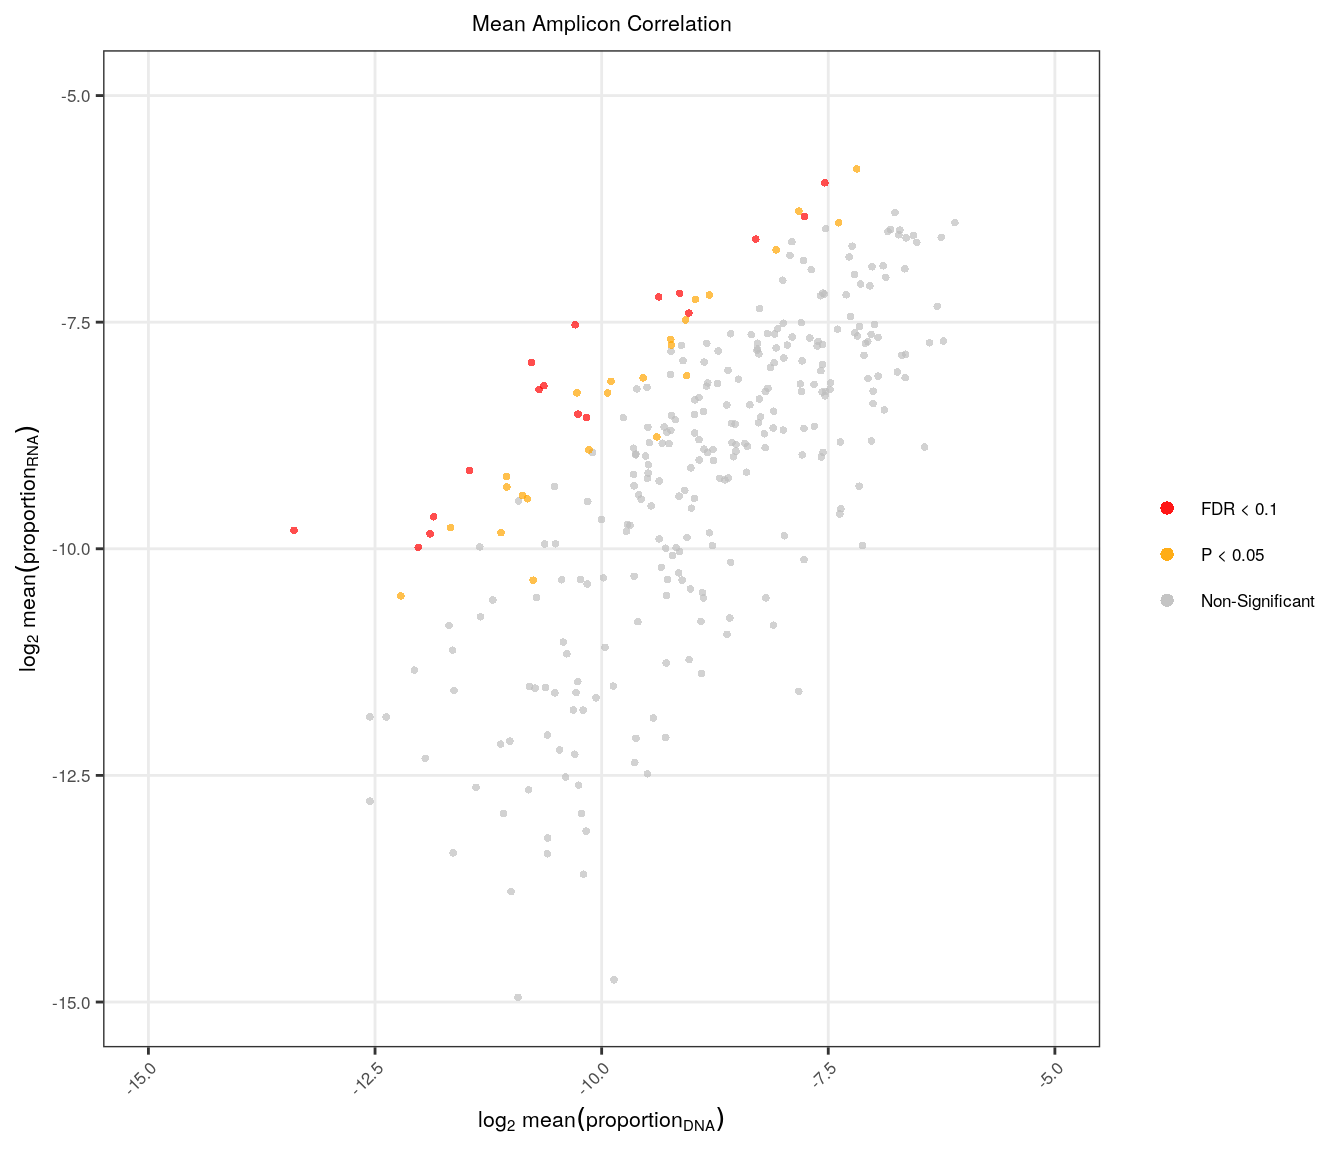 Mean Amplicon Correlation
-5.0
-7.5
-10.0
-12.5
-15.0
log2 mean(proportionRNA)
-15.0
-12.5
-10.0
-7.5
-5.0
log2 mean(proportionDNA)
FDR < 0.1
P < 0.05
Non-Significant